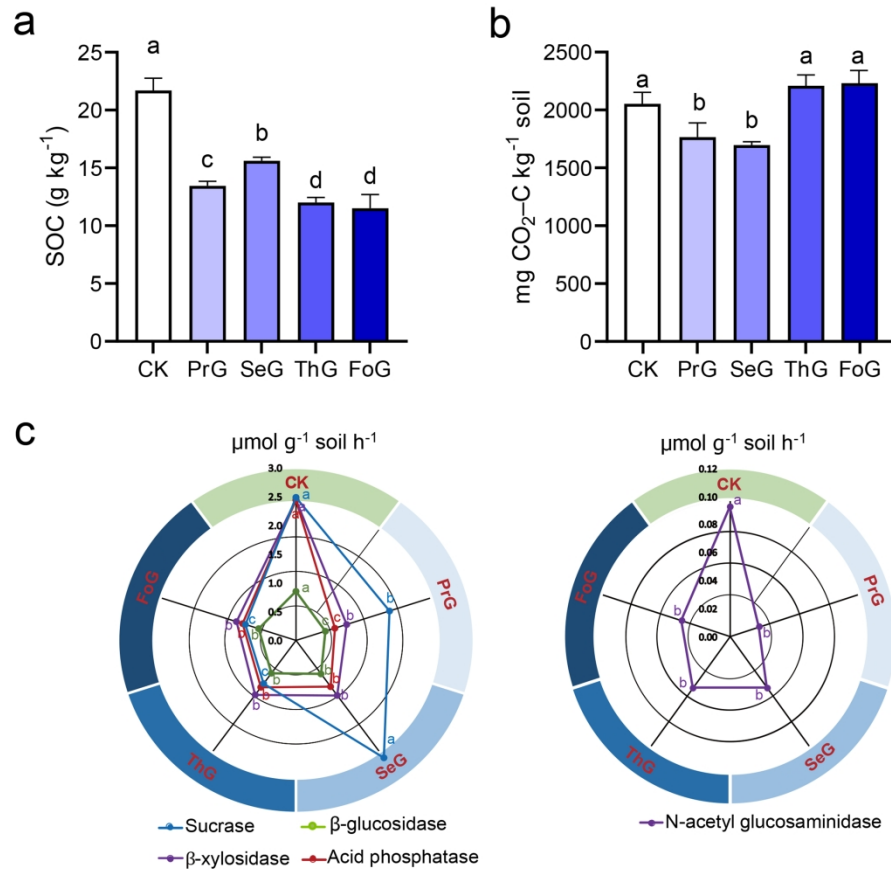 a
SOC (g kg⁻¹)
25
20
15
10
5
0
a
c
b
d
d
CK PrG SeG ThG FoG
b
mg CO₂–C kg⁻¹ soil
2500
2000
1500
1000
500
0
a
b
b
a
a
CK PrG SeG ThG FoG
c
µmol g⁻¹ soil h⁻¹
3.0
2.5
2.0
1.5
1.0
0.5
0.0
CK
PrG
SeG
ThG
FoG
a
a
a
a
b
b
c
c
a
b
b
b
c
b
b
b
b
c
b
b
Sucrase
β-glucosidase
β-xylosidase
Acid phosphatase
µmol g⁻¹ soil h⁻¹
0.12
0.10
0.08
0.06
0.03
0.00
CK
PrG
SeG
ThG
FoG
a
b
b
b
b
N-acetyl glucosaminidase